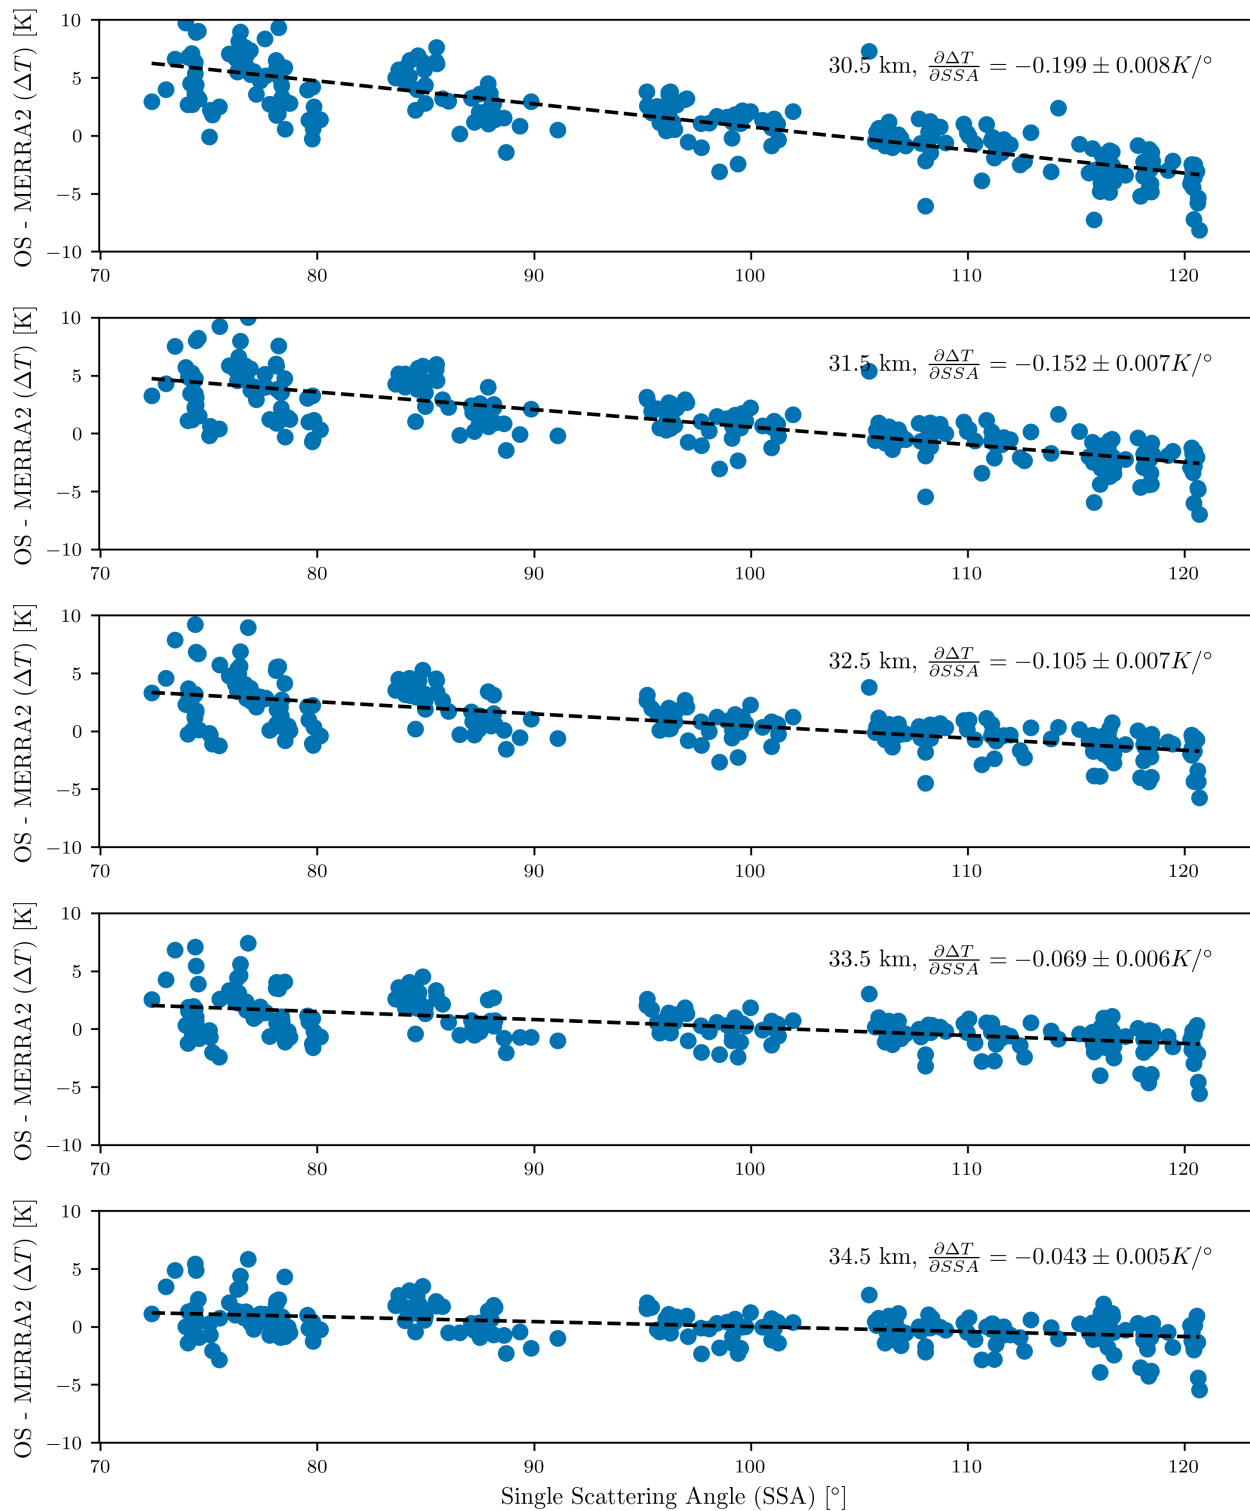 10
5
0
−5
−10
OS - MERRA2 (ΔT) [K]
30.5 km, ∂ΔT/∂SSA = −0.199 ± 0.008K/°
70 80 90 100 110 120
10
5
0
−5
−10
OS - MERRA2 (ΔT) [K]
31.5 km, ∂ΔT/∂SSA = −0.152 ± 0.007K/°
70 80 90 100 110 120
10
5
0
−5
−10
OS - MERRA2 (ΔT) [K]
32.5 km, ∂ΔT/∂SSA = −0.105 ± 0.007K/°
70 80 90 100 110 120
10
5
0
−5
−10
OS - MERRA2 (ΔT) [K]
33.5 km, ∂ΔT/∂SSA = −0.069 ± 0.006K/°
70 80 90 100 110 120
10
5
0
−5
−10
OS - MERRA2 (ΔT) [K]
34.5 km, ∂ΔT/∂SSA = −0.043 ± 0.005K/°
70 80 90 100 110 120
Single Scattering Angle (SSA) [°]